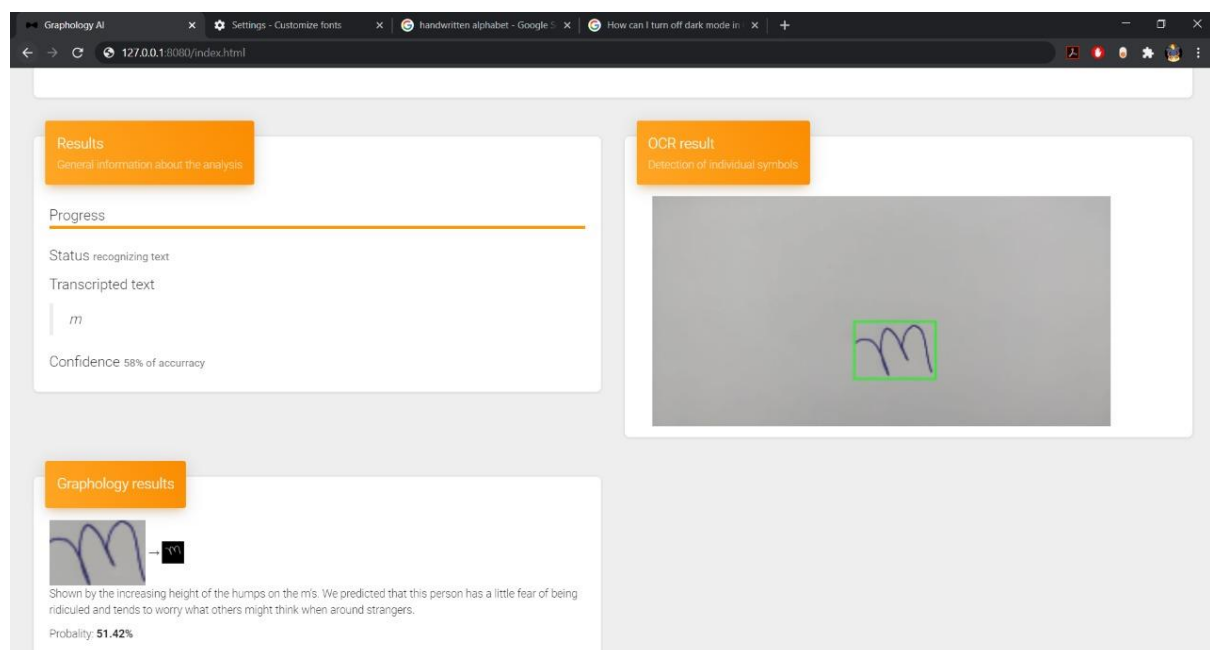 Graphology AI
Settings - Customize fonts
handwritten alphabet - Google S
How can I turn off dark mode in
127.0.0.1:8080/index.html
Results
General information about the analysis
Progress
Status recognizing text
Transcripted text
m
Confidence 58% of accurracy
OCR result
Detection of individual symbols
m
Graphology results
m → m
Shown by the increasing height of the humps on the m's. We predicted that this person has a little fear of being
ridiculed and tends to worry what others might think when around strangers.
Probality: 51.42%